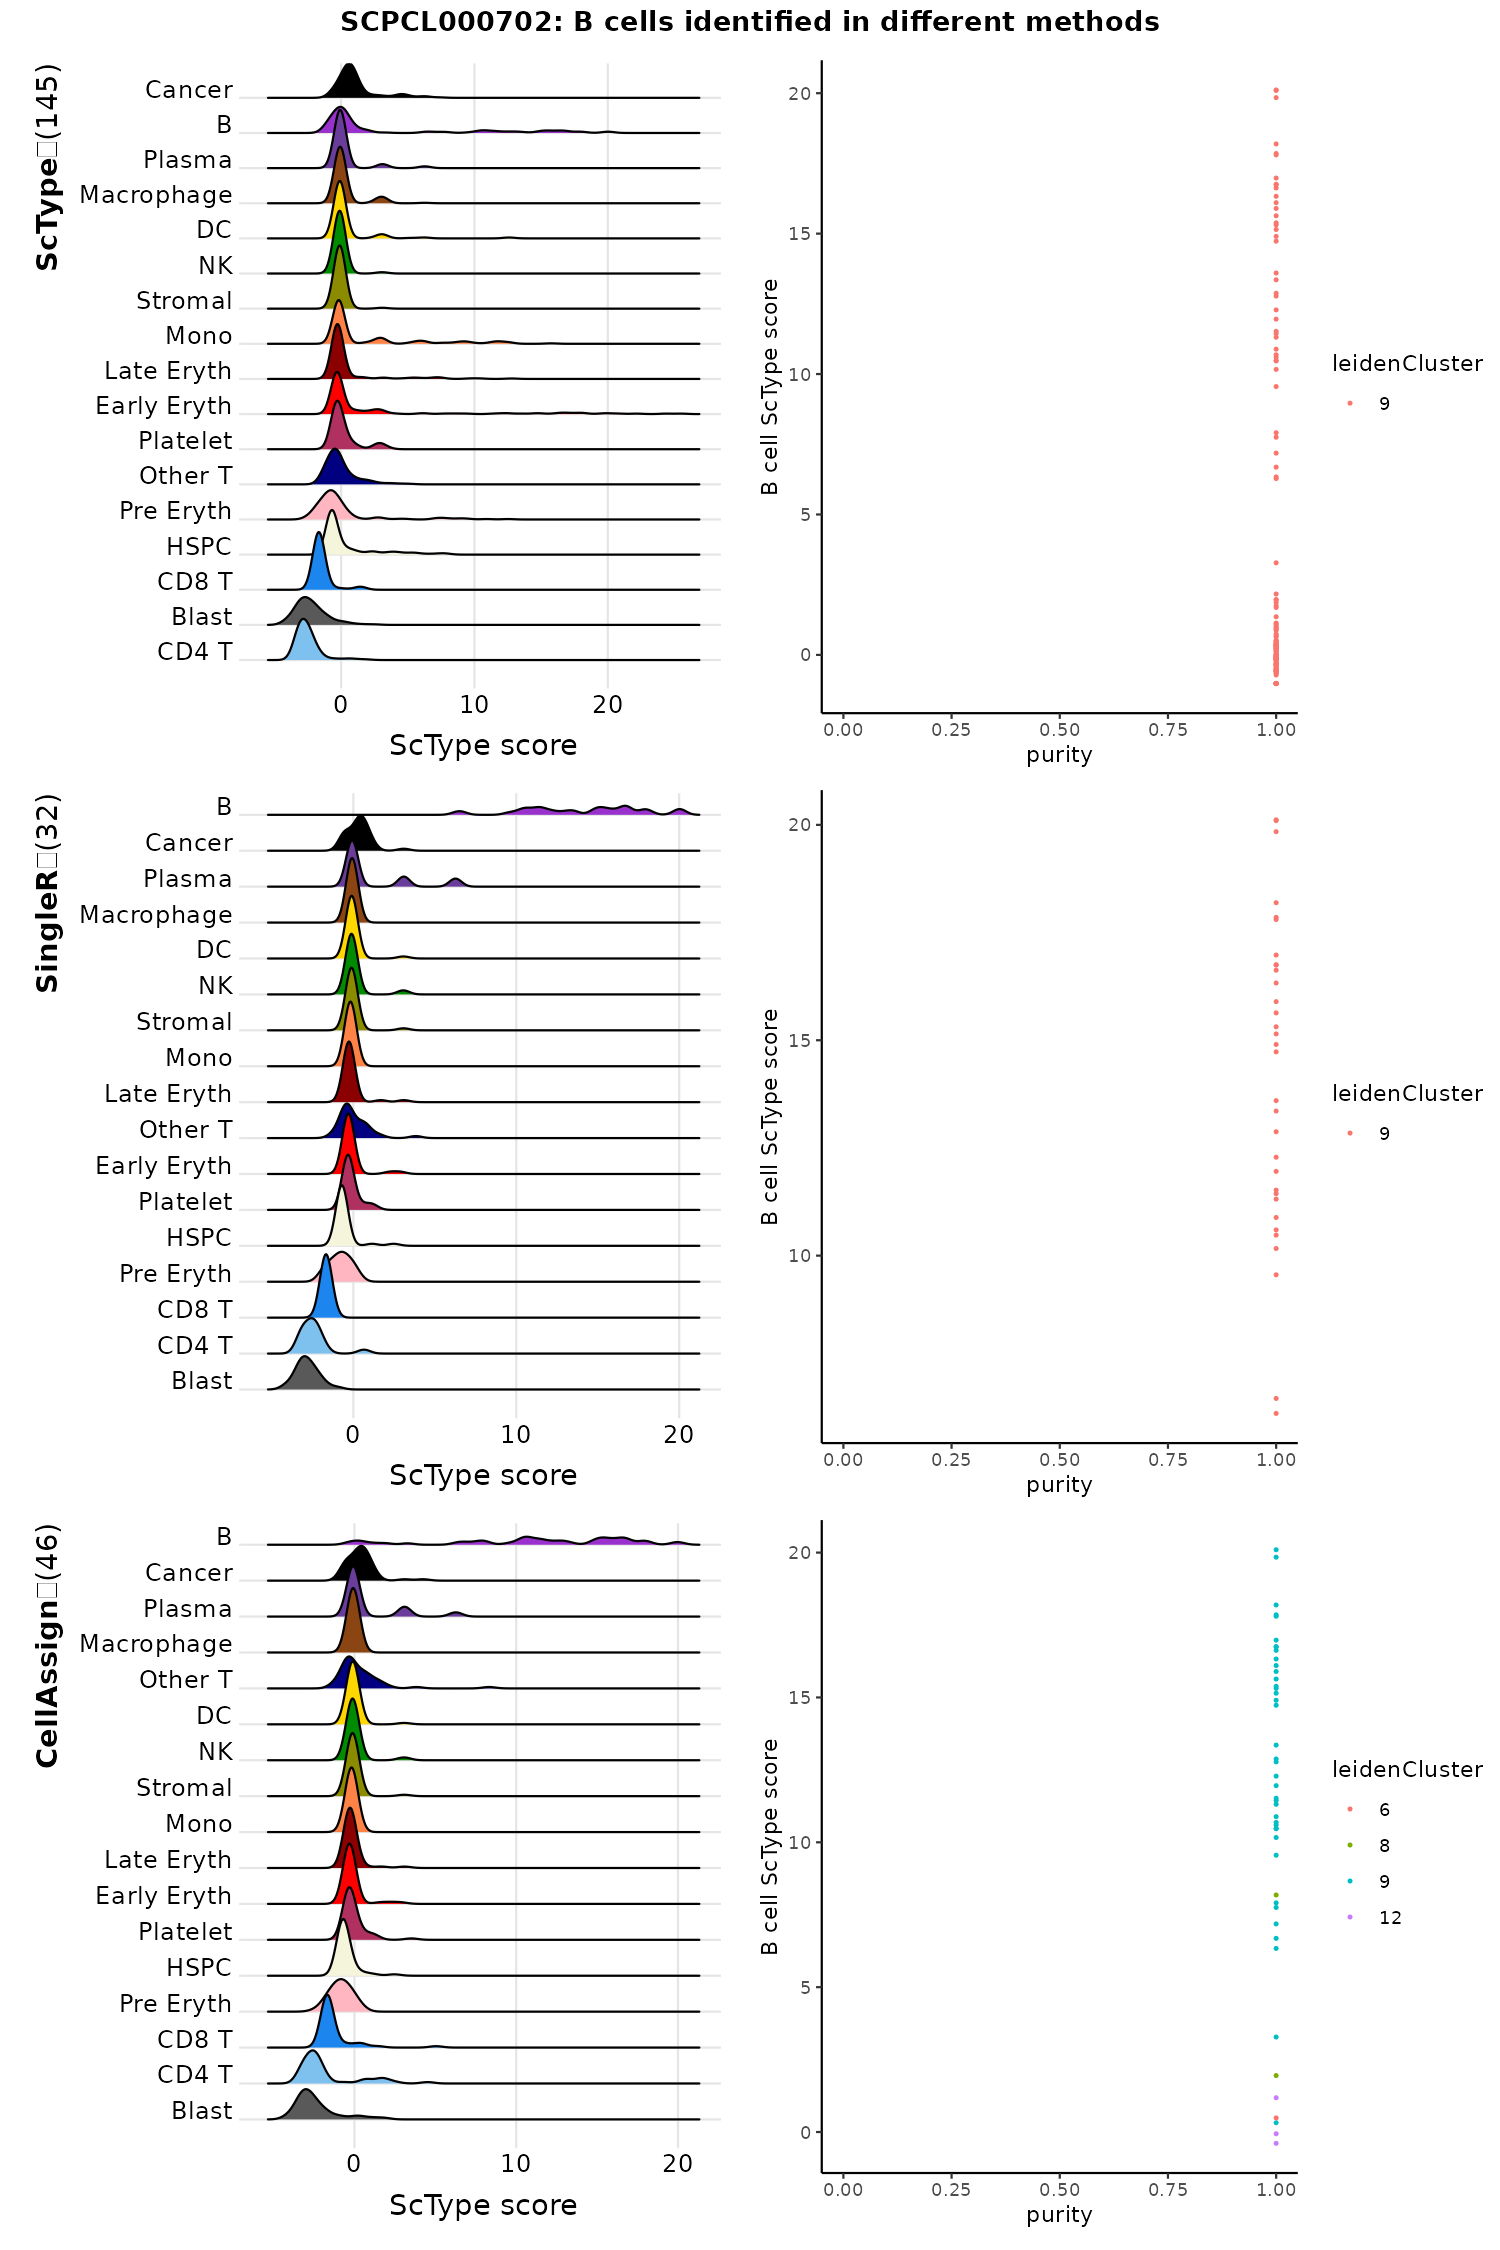 SCPCL000702: B cells identified in different methods
ScType□(145)
Cancer
B
Plasma
Macrophage
DC
NK
Stromal
Mono
Late Eryth
Early Eryth
Platelet
Other T
Pre Eryth
HSPC
CD8 T
Blast
CD4 T
0 10 20
ScType score
B cell ScType score
20
15
10
5
0
0.00 0.25 0.50 0.75 1.00
purity
leidenCluster
9
SingleR□(32)
B
Cancer
Plasma
Macrophage
DC
NK
Stromal
Mono
Late Eryth
Other T
Early Eryth
Platelet
HSPC
Pre Eryth
CD8 T
CD4 T
Blast
0 10 20
ScType score
B cell ScType score
20
15
10
0.00 0.25 0.50 0.75 1.00
purity
leidenCluster
9
CellAssign□(46)
B
Cancer
Plasma
Macrophage
Other T
DC
NK
Stromal
Mono
Late Eryth
Early Eryth
Platelet
HSPC
Pre Eryth
CD8 T
CD4 T
Blast
0 10 20
ScType score
B cell ScType score
20
15
10
5
0
0.00 0.25 0.50 0.75 1.00
purity
leidenCluster
6
8
9
12